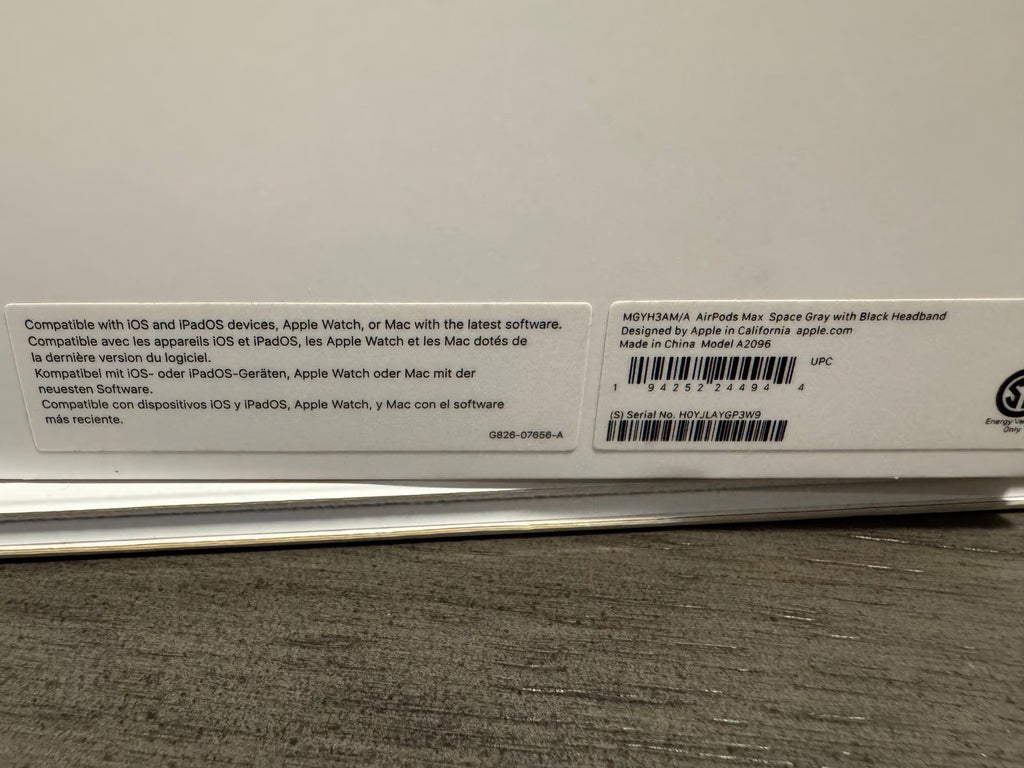 Compatible with iOS and iPadOS devices, Apple Watch, or Mac with the latest software.
Compatible avec les appareils iOS et iPadOS, les Apple Watch et les Mac dotés de
la dernière version du logiciel.
Kompatibel mit iOS- oder iPadOS-Geräten, Apple Watch oder Mac mit der
neuesten Software.
Compatible con dispositivos iOS y iPadOS, Apple Watch, y Mac con el software
más reciente.
G826-07656-A
MGYH3AM/A AirPods Max Space Gray with Black Headband
Designed by Apple in California apple.com
Made in China Model A2096
UPC
1 94252 24494 4
(S) Serial No. H0YJLAYGP3W9
Energy
Only